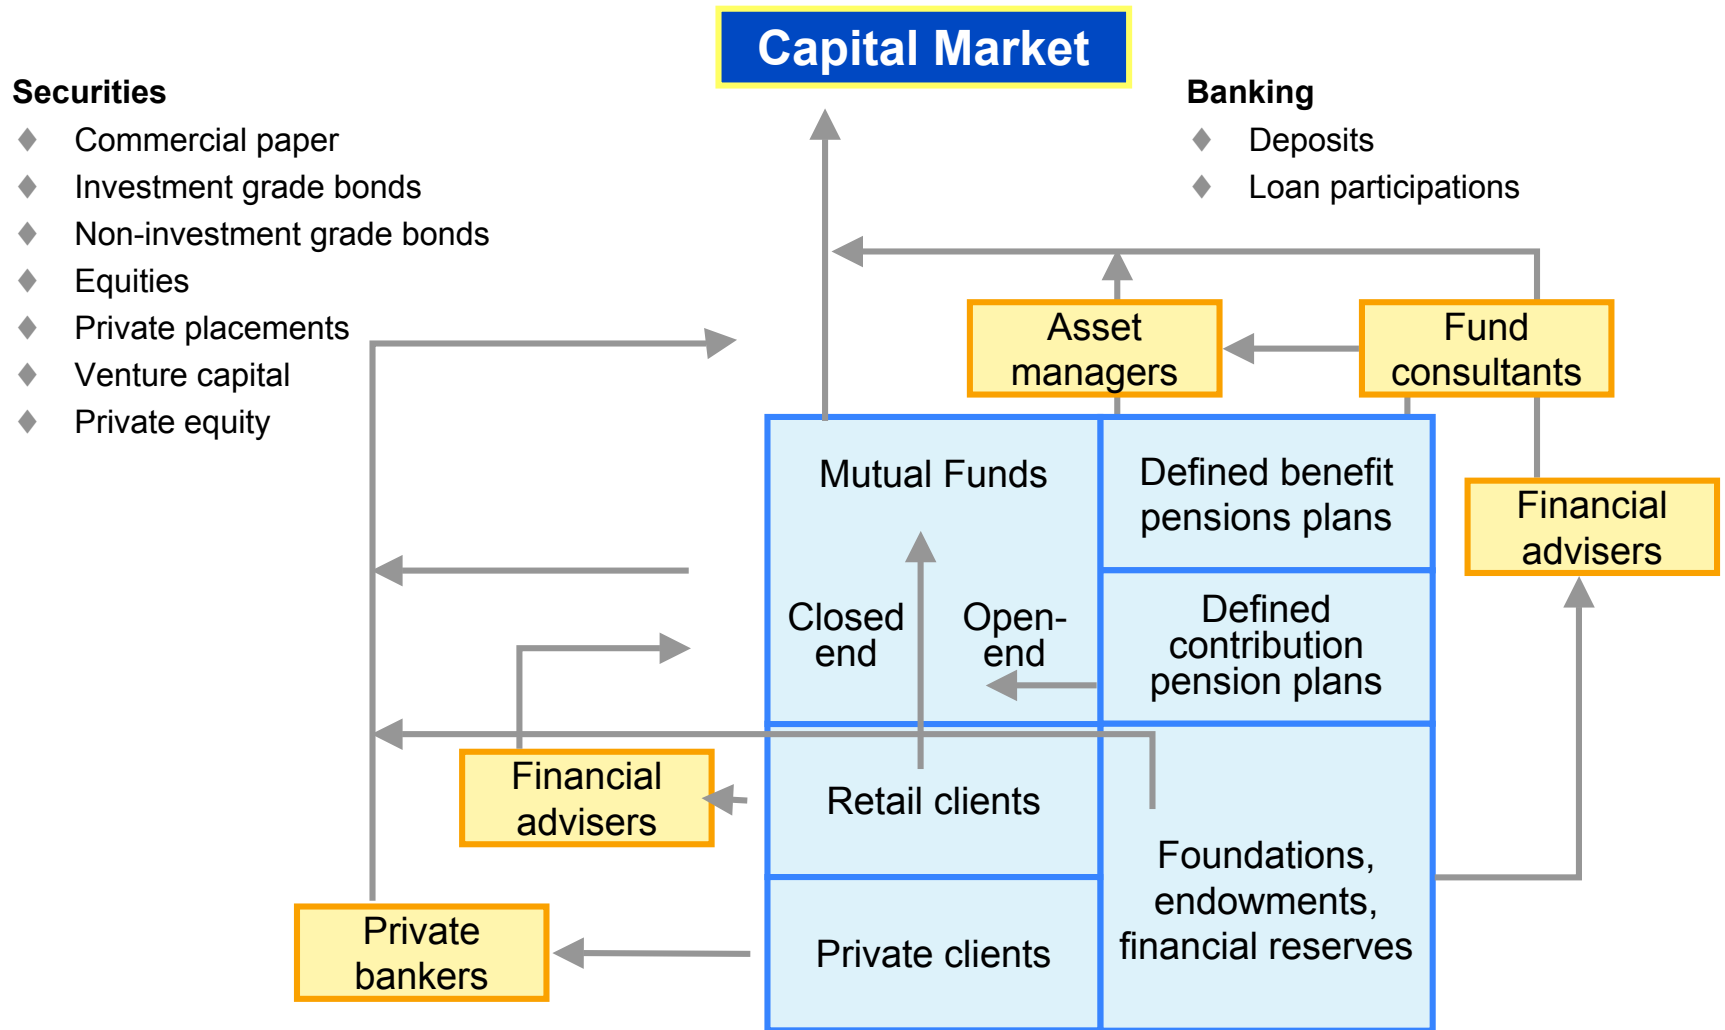 Capital Market
Securities
Commercial paper
Investment grade bonds
Non-investment grade bonds
Equities
Private placements
Venture capital
Private equity
Banking
Deposits
Loan participations
Asset
managers
Fund
consultants
Mutual Funds
Defined benefit
pensions plans
Financial
advisers
Closed
end
Open-
end
Defined
contribution
pension plans
Financial
advisers
Retail clients
Foundations,
endowments,
financial reserves
Private
bankers
Private clients